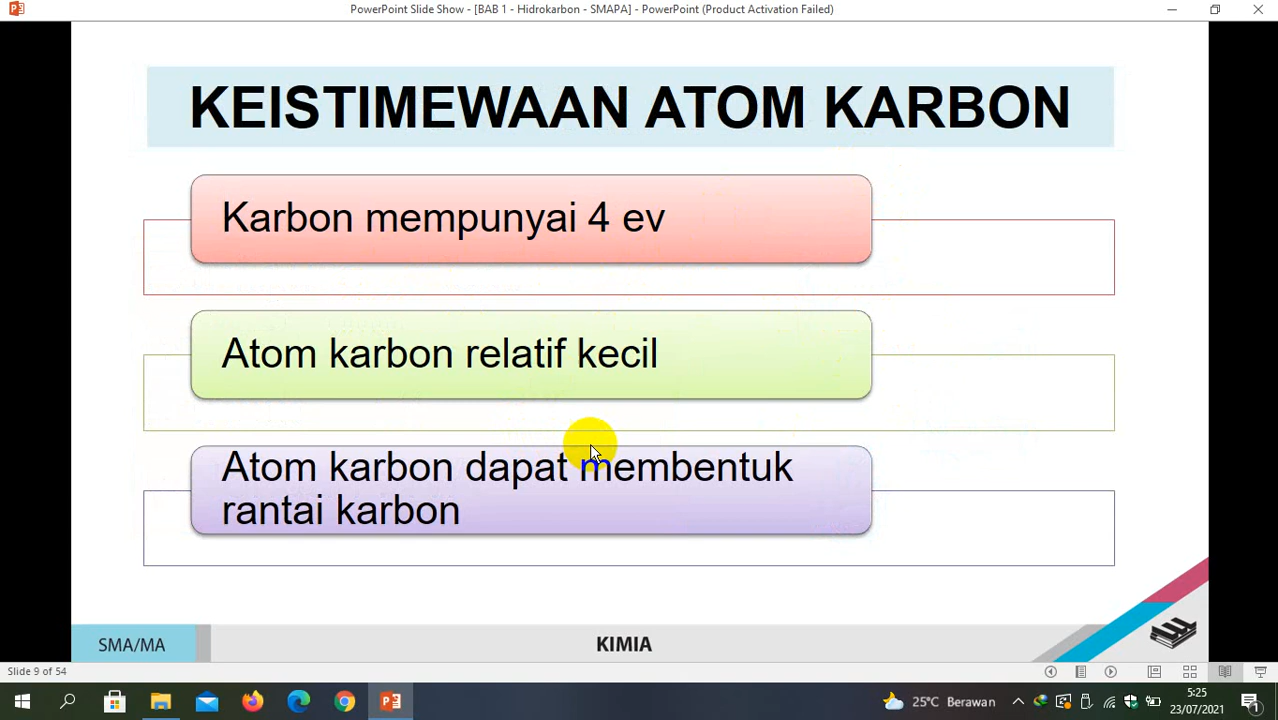 PowerPoint Slide Show - [BAB 1 - Hidrokarbon - SMAPA] - PowerPoint (Product Activation Failed)
KEISTIMEWAAN ATOM KARBON
Karbon mempunyai 4 ev
Atom karbon relatif kecil
Atom karbon dapat membentuk
rantai karbon
SMA/MA
KIMIA
Slide 9 of 54
25°C Berawan
5:25
23/07/2021
1